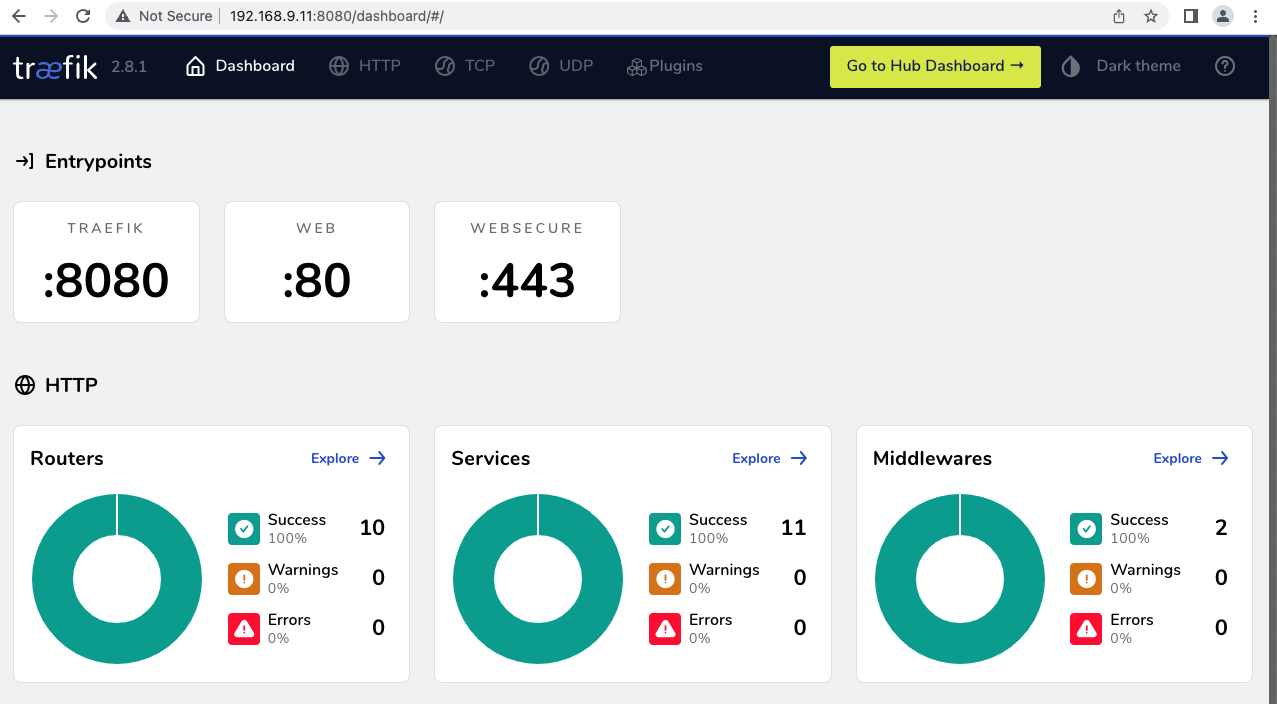 Not Secure 192.168.9.11:8080/dashboard/#/
træfik 2.8.1 Dashboard HTTP TCP UDP Plugins Go to Hub Dashboard → Dark theme
Entrypoints
TRAEFIK WEB WEBSECURE
:8080 :80 :443
HTTP
Routers Explore
Success 10
100%
Warnings 0
0%
Errors 0
0%
Services Explore
Success 11
100%
Warnings 0
0%
Errors 0
0%
Middlewares Explore
Success 2
100%
Warnings 0
0%
Errors 0
0%